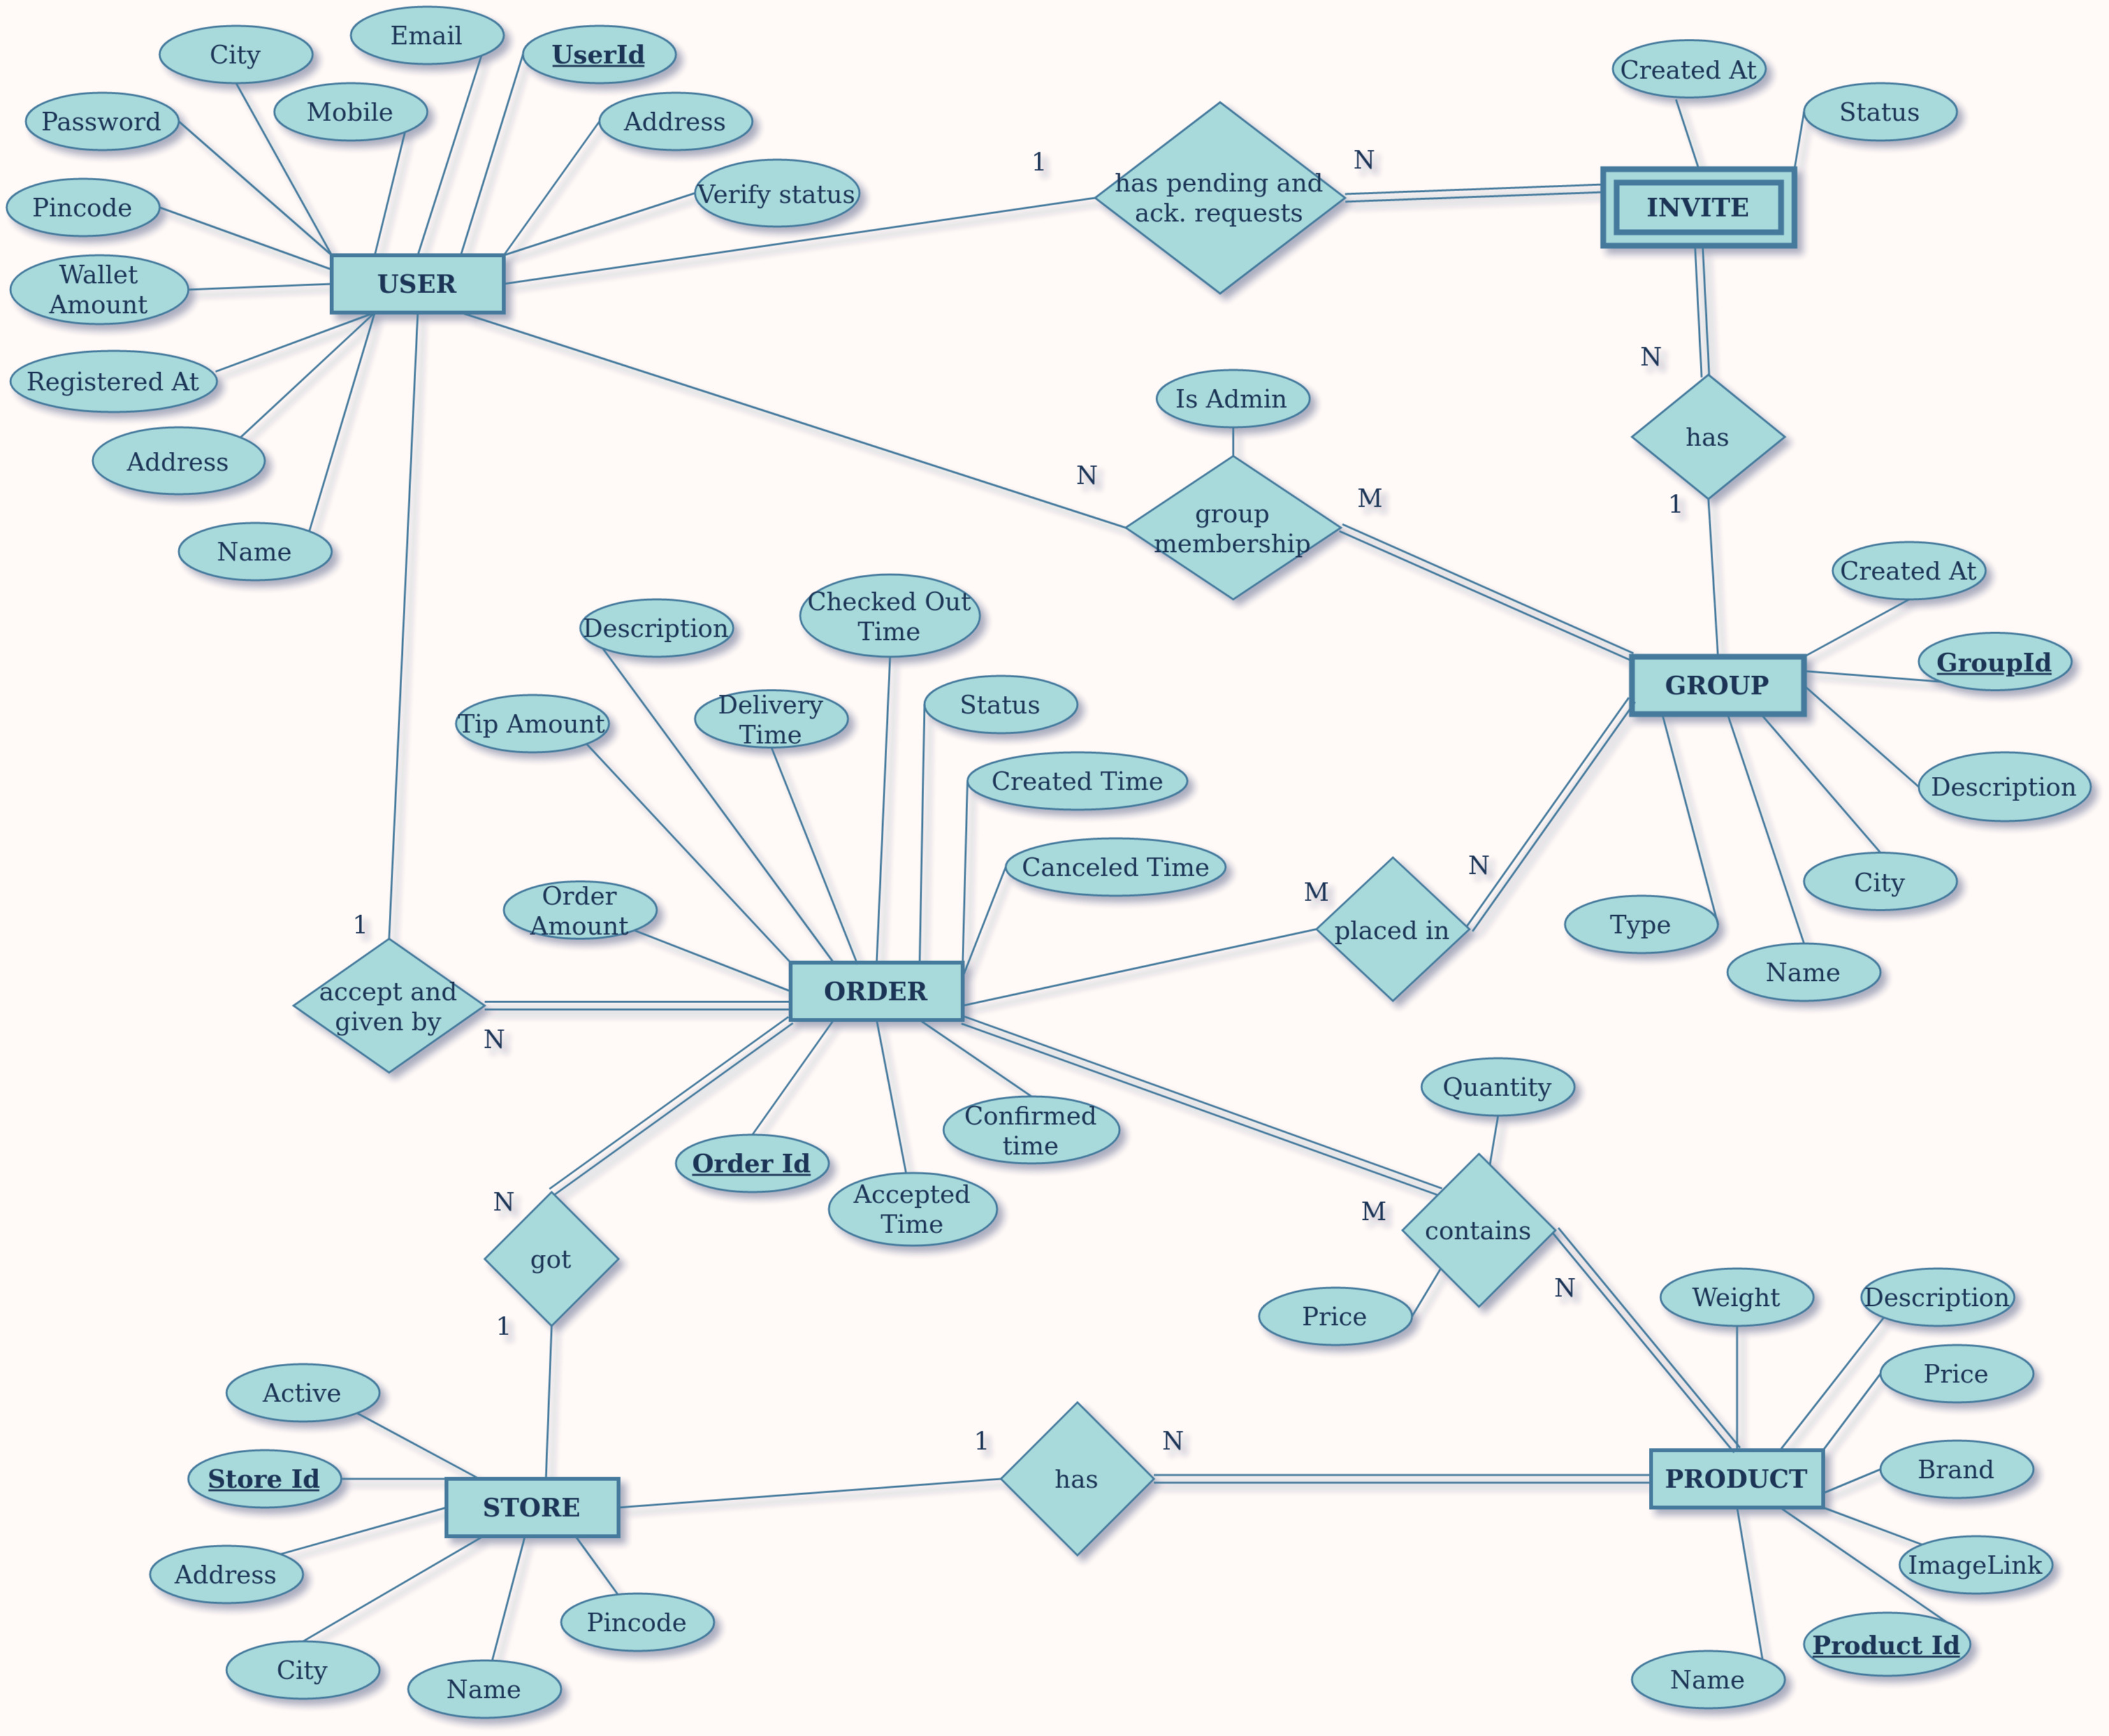 Email
City
UserId
Created At
Mobile
Status
Password
Address
1
N
has pending and
ack. requests
Verify status
Pincode
INVITE
Wallet
Amount
USER
N
Registered At
Is Admin
has
Address
N
M
1
group
membership
Name
Created At
Checked Out
Time
Description
GroupId
GROUP
Delivery
Time
Status
Tip Amount
Created Time
Description
Canceled Time
N
City
M
Order
Amount
1
Type
placed in
Name
accept and
given by
ORDER
N
Quantity
Confirmed
time
Order Id
N
Accepted
Time
M
contains
got
N
1
Price
Weight
Description
Price
Active
1
N
Brand
Store Id
has
PRODUCT
STORE
ImageLink
Address
Pincode
Product Id
City
Name
Name